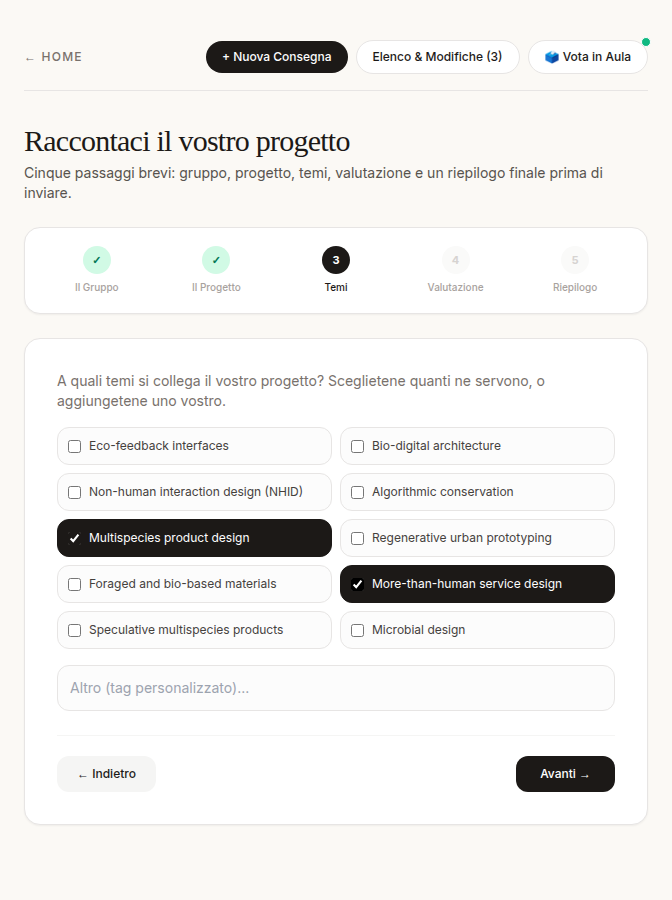 ← HOME
+ Nuova Consegna
Elenco & Modifiche (3)
Vota in Aula
Raccontaci il vostro progetto
Cinque passaggi brevi: gruppo, progetto, temi, valutazione e un riepilogo finale prima di
inviare.
✓ ✓ 3 4 5
Il Gruppo Il Progetto Temi Valutazione Riepilogo
A quali temi si collega il vostro progetto? Sceglietene quanti ne servono, o
aggiungetene uno vostro.
Eco-feedback interfaces
Bio-digital architecture
Non-human interaction design (NHID)
Algorithmic conservation
Multispecies product design
Regenerative urban prototyping
Foraged and bio-based materials
More-than-human service design
Speculative multispecies products
Microbial design
Altro (tag personalizzato)...
← Indietro
Avanti →